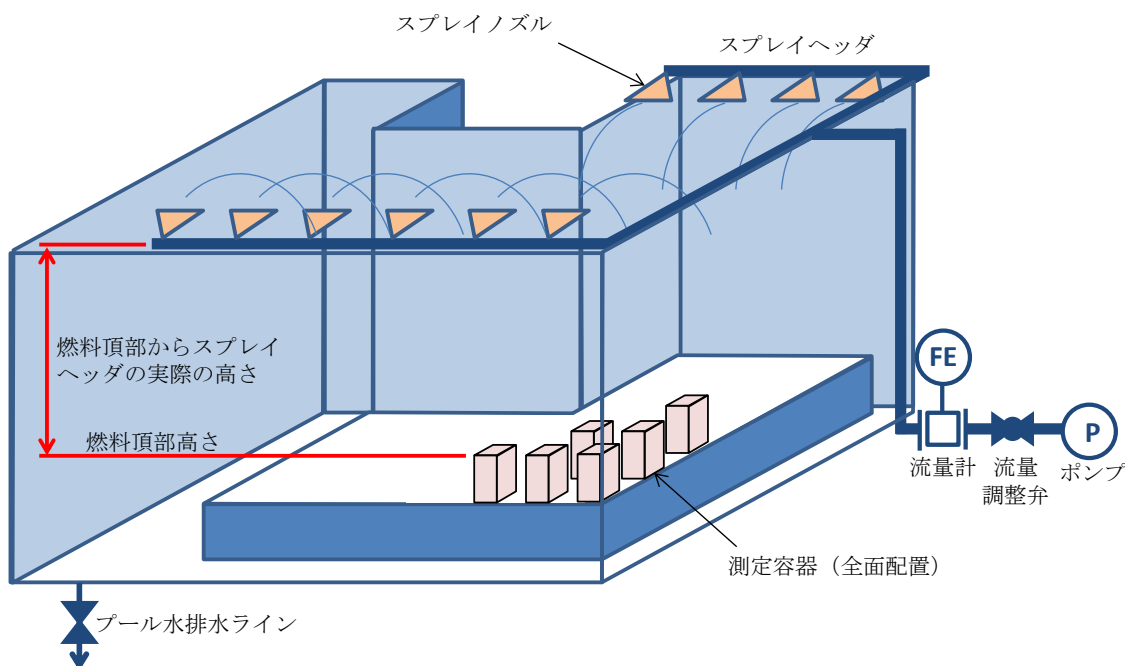 スプレイノズル
スプレイヘッダ
燃料頂部からスプレイ
ヘッダの実際の高さ
燃料頂部高さ
FE
P
流量計
流量
調整弁
ポンプ
測定容器（全面配置）
プール水排水ライン